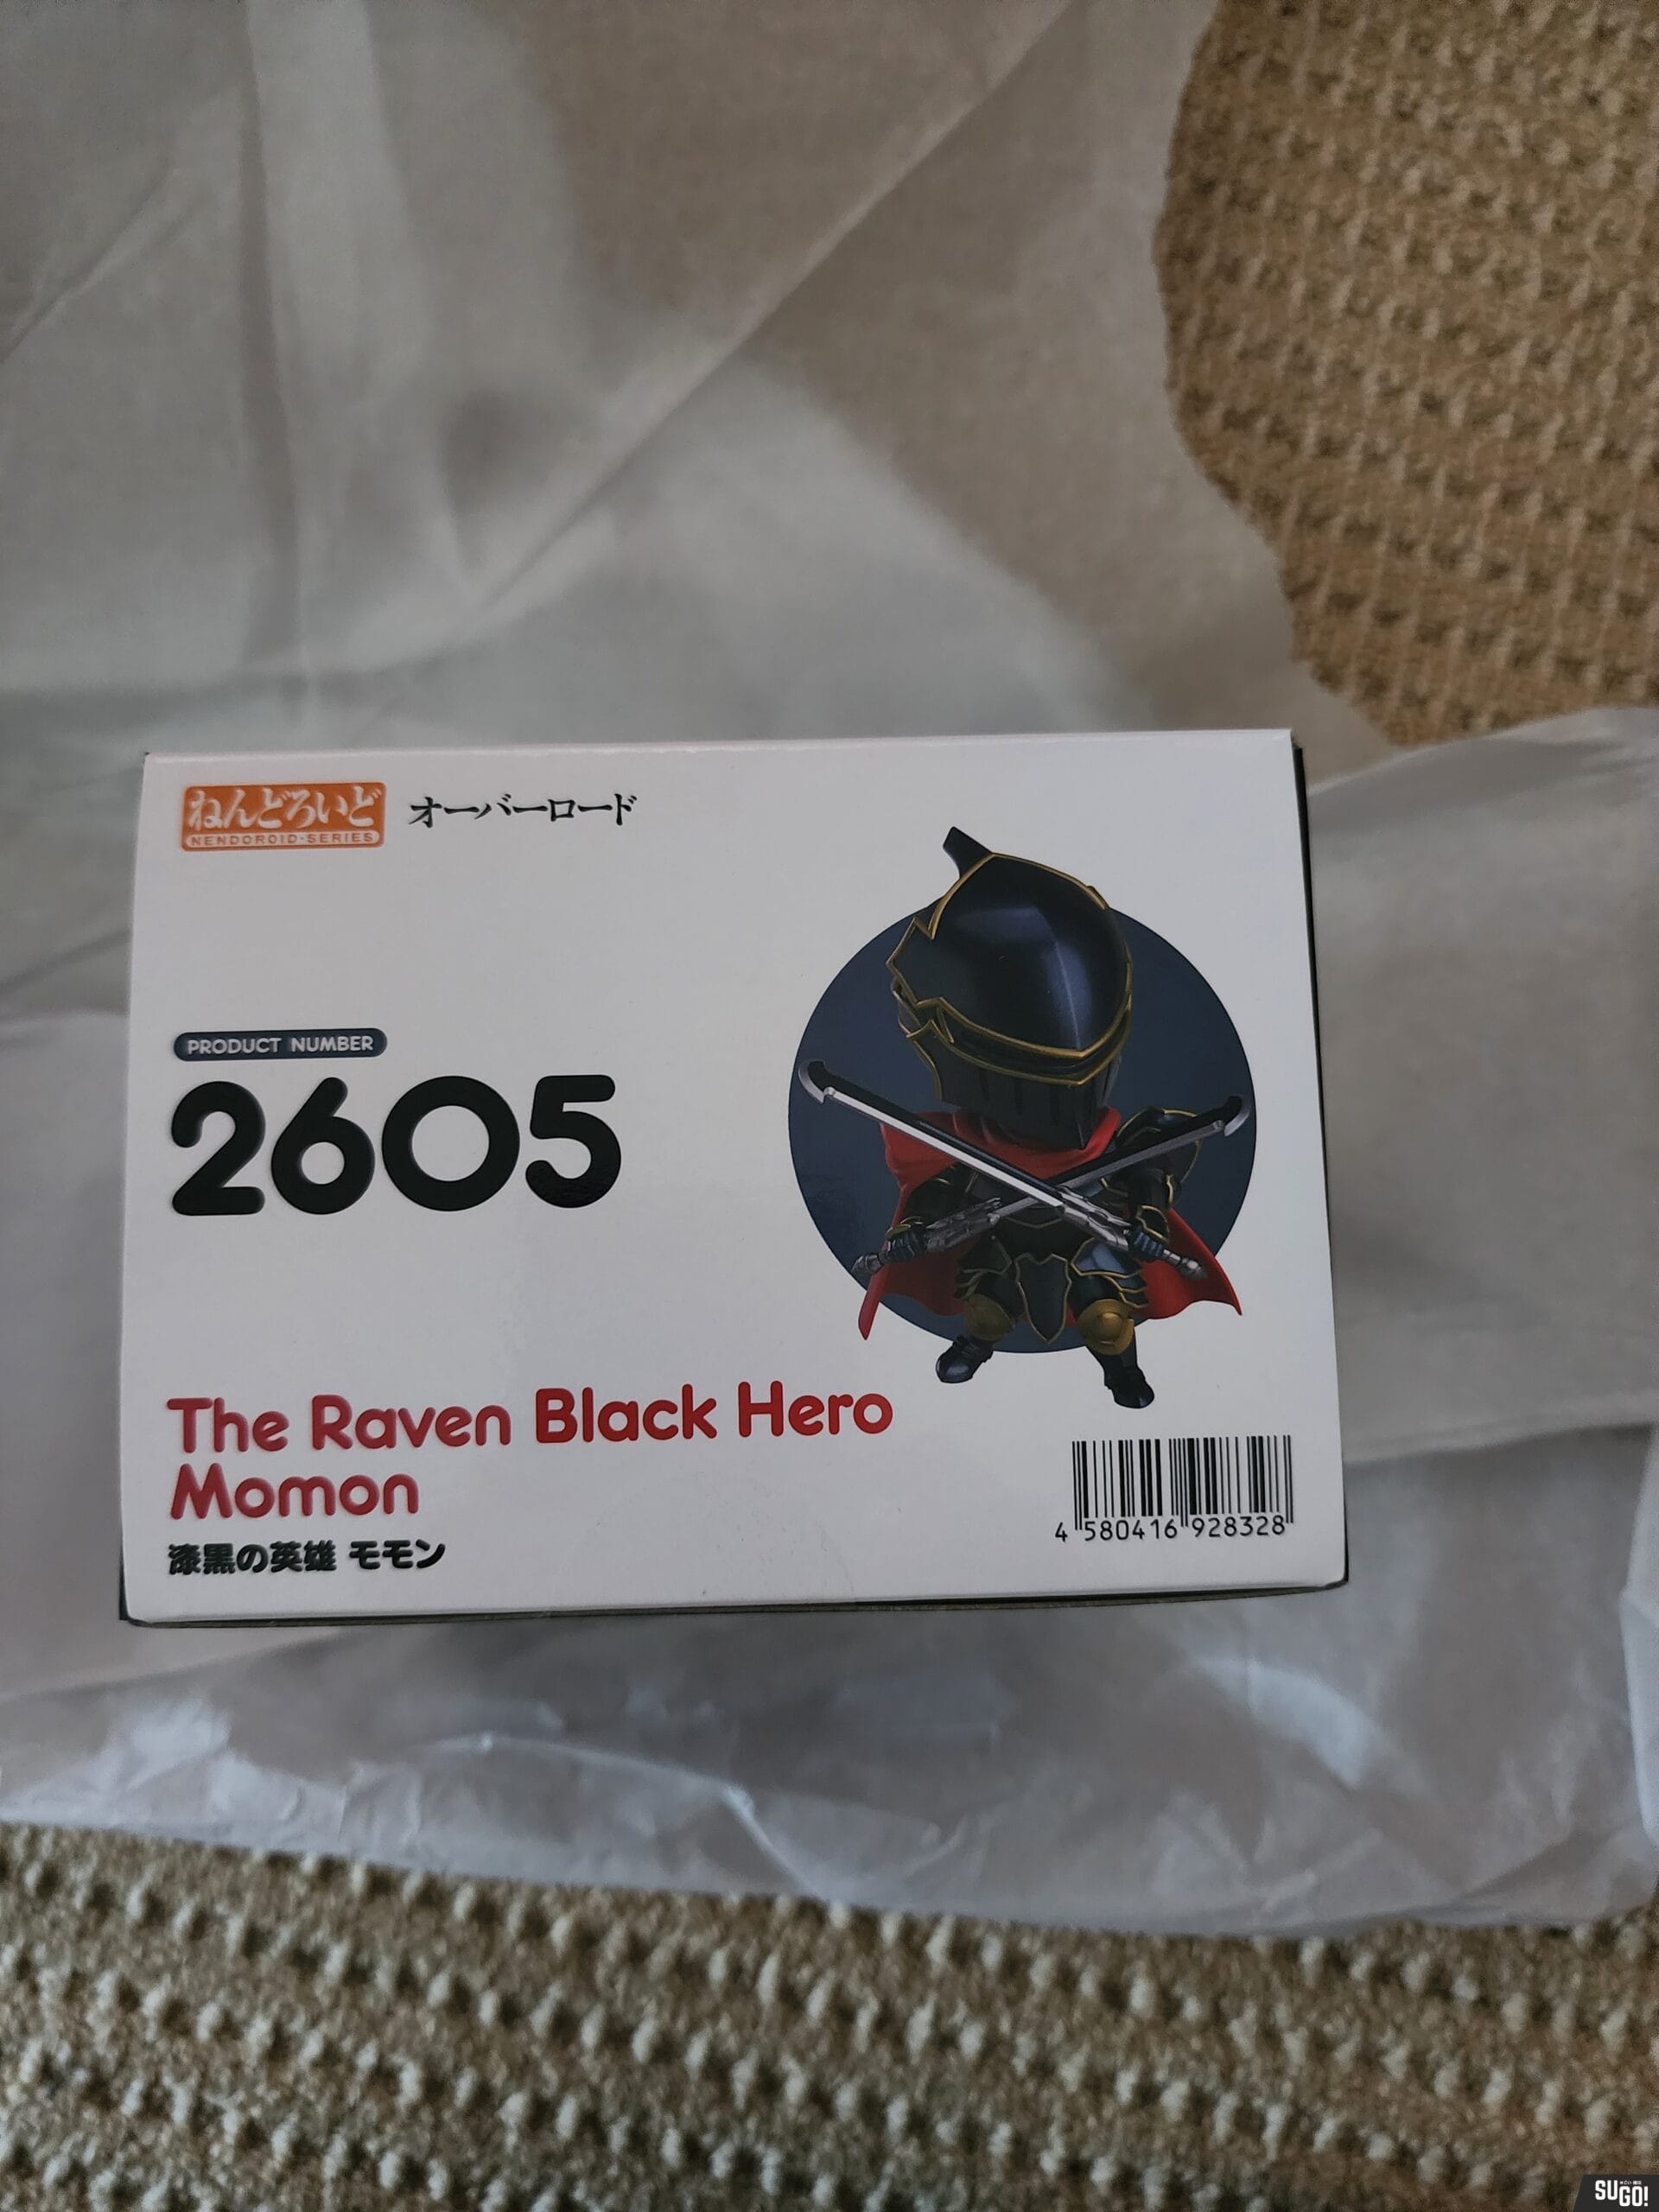 ねんどろいど
NENDOROID-SERIES
オーバーロード
PRODUCT NUMBER
2605
The Raven Black Hero
Momon
漆黒の英雄 モモン
4 580416 928328
SUGO!